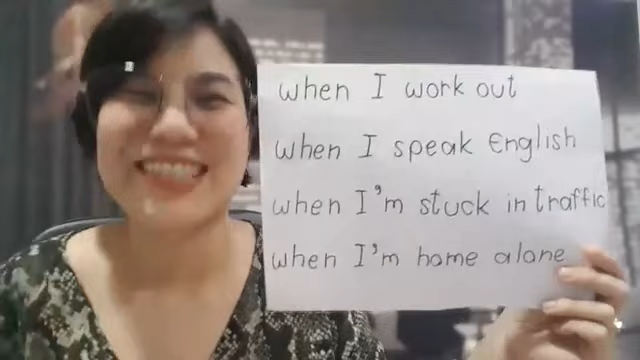 when I work out
when I speak English
when I'm stuck in traffic
when I'm home alone